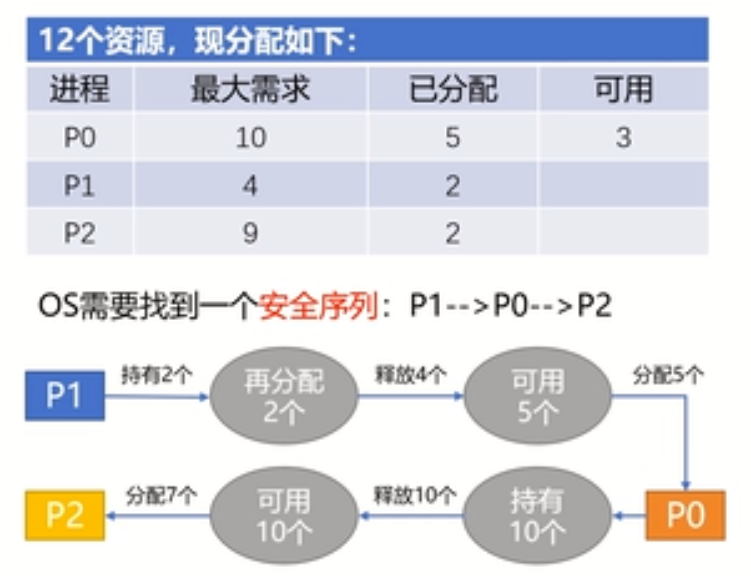 12个资源，现分配如下：
进程 最大需求 已分配 可用
P0 10 5 3
P1 4 2
P2 9 2
OS需要找到一个安全序列：P1-->P0-->P2
P1 持有2个 再分配 2个 释放4个 可用 5个 分配5个
P2 分配7个 可用 10个 释放10个 持有 10个 P0